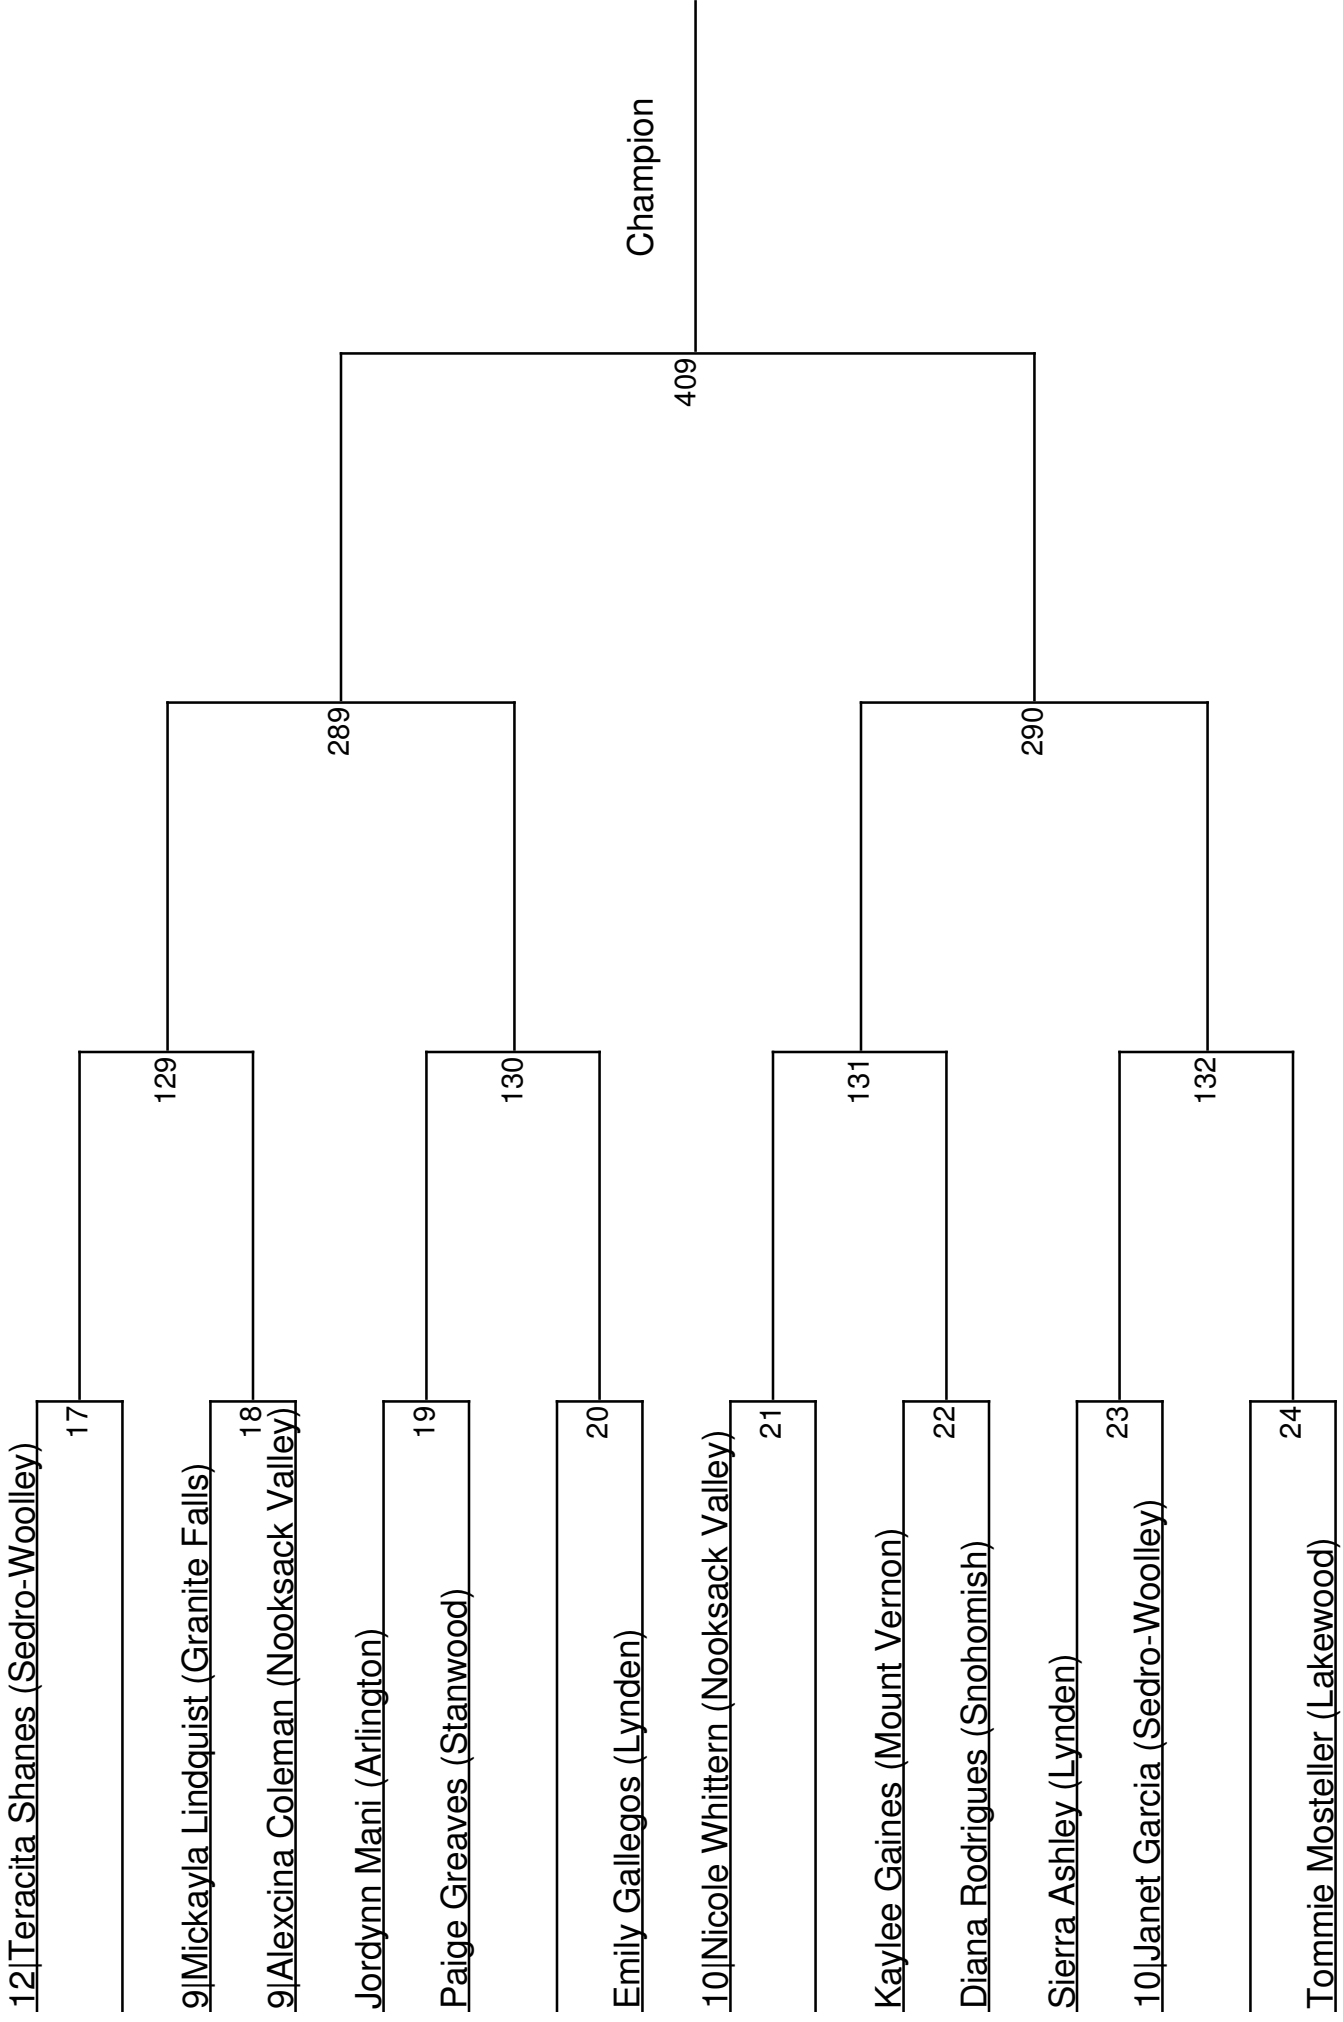 12|Teracita Shanes (Sedro-Woolley)
17
9|Mickayla Lindquist (Granite Falls)
18
9|Alexcina Coleman (Nooksack Valley)
129
Jordynn Mani (Arlington)
19
Paige Greaves (Stanwood)
130
20
Emily Gallegos (Lynden)
289
10|Nicole Whittern (Nooksack Valley)
21
131
Kaylee Gaines (Mount Vernon)
22
Diana Rodrigues (Snohomish)
290
Sierra Ashley (Lynden)
23
10|Janet Garcia (Sedro-Woolley)
132
24
Tommie Mosteller (Lakewood)
409
Champion